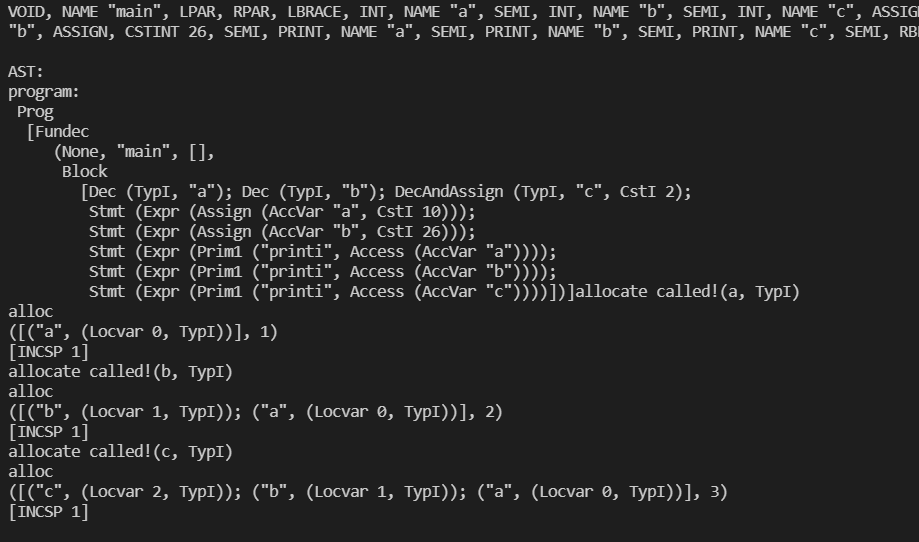 VOID, NAME "main", LPAR, RPAR, LBRACE, INT, NAME "a", SEMI, INT, NAME "b", SEMI, INT, NAME "c", ASSIG
"b", ASSIGN, CSTINT 26, SEMI, PRINT, NAME "a", SEMI, PRINT, NAME "b", SEMI, PRINT, NAME "c", SEMI, RB
AST:
program:
 Prog
  [Fundec
     (None, "main", [],
      Block
        [Dec (TypI, "a"); Dec (TypI, "b"); DecAndAssign (TypI, "c", CstI 2);
         Stmt (Expr (Assign (AccVar "a", CstI 10)));
         Stmt (Expr (Assign (AccVar "b", CstI 26)));
         Stmt (Expr (Prim1 ("printi", Access (AccVar "a"))));
         Stmt (Expr (Prim1 ("printi", Access (AccVar "b"))));
         Stmt (Expr (Prim1 ("printi", Access (AccVar "c"))))])]allocate called!(a, TypI)
alloc
([("a", (Locvar 0, TypI))], 1)
[INCSP 1]
allocate called!(b, TypI)
alloc
([("b", (Locvar 1, TypI)); ("a", (Locvar 0, TypI))], 2)
[INCSP 1]
allocate called!(c, TypI)
alloc
([("c", (Locvar 2, TypI)); ("b", (Locvar 1, TypI)); ("a", (Locvar 0, TypI))], 3)
[INCSP 1]